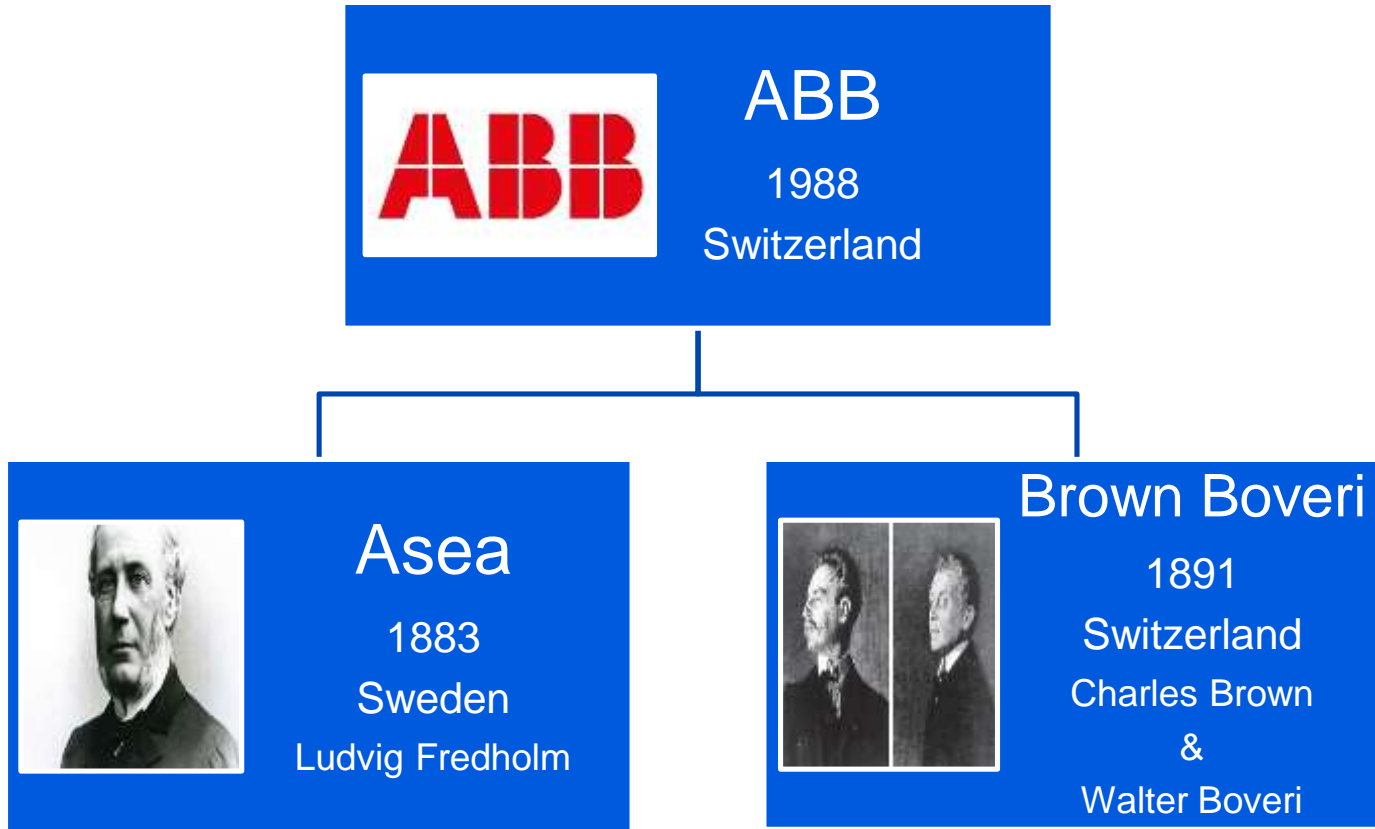 ABB
ABB
1988
Switzerland
Asea
1883
Sweden
Ludvig Fredholm
Brown Boveri
1891
Switzerland
Charles Brown
&
Walter Boveri